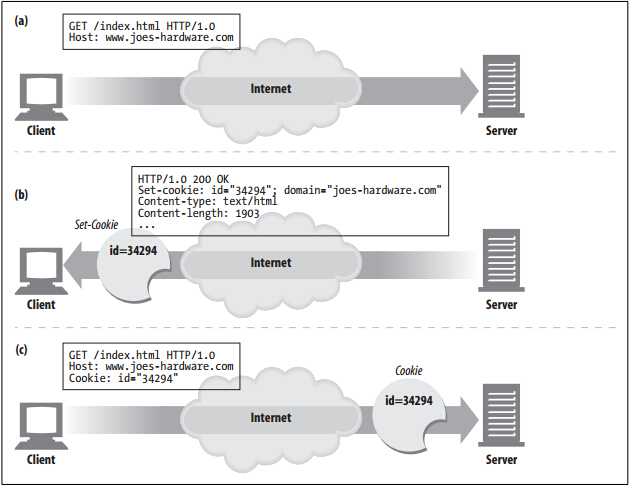 (a)
GET /index.html HTTP/1.0
Host: www.joes-hardware.com
Internet
Client
Server
(b)
HTTP/1.0 200 OK
Set-cookie: id="34294"; domain="joes-hardware.com"
Content-type: text/html
Content-length: 1903
...
Set-Cookie
id=34294
Internet
Client
Server
(c)
GET /index.html HTTP/1.0
Host: www.joes-hardware.com
Cookie: id="34294"
Cookie
id=34294
Internet
Client
Server